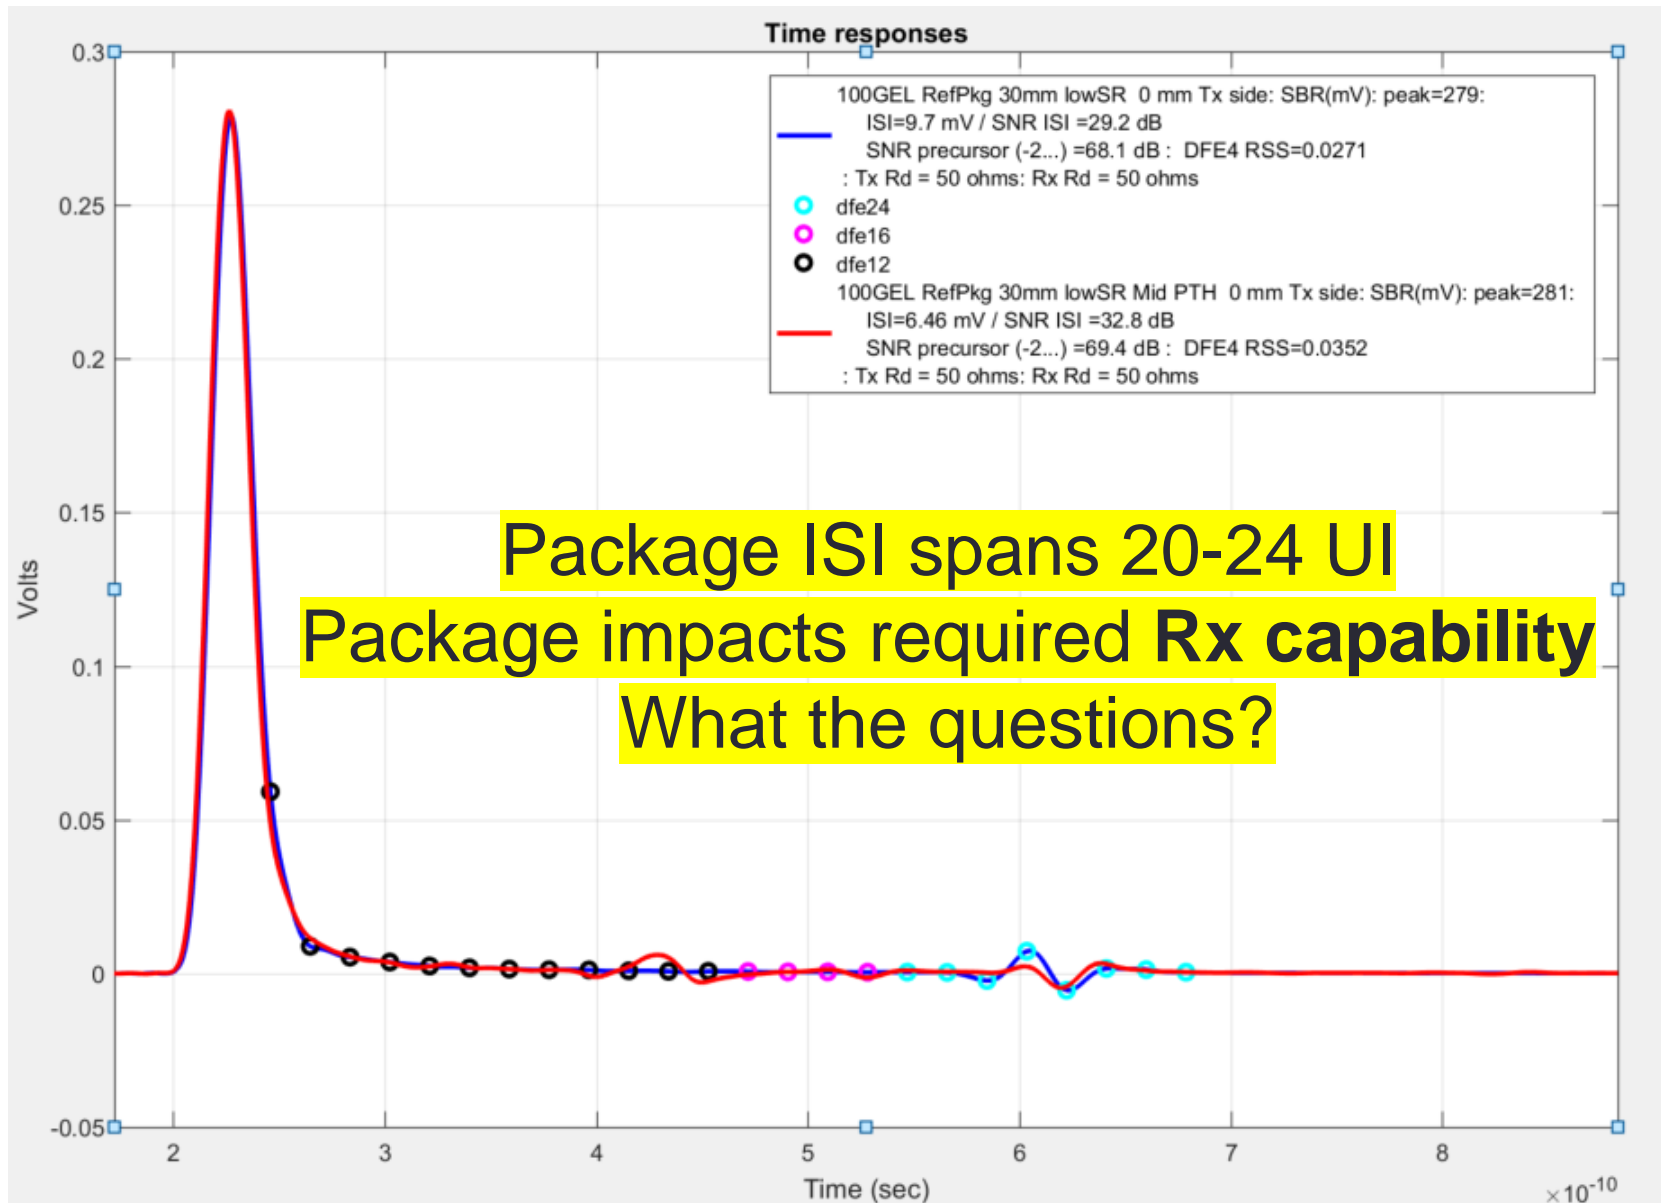 Time responses
100GEL RefPkg 30mm lowSR 0 mm Tx side: SBR(mV): peak=279:
ISI=9.7 mV / SNR ISI =29.2 dB
SNR precursor (-2...) =68.1 dB : DFE4 RSS=0.0271
: Tx Rd = 50 ohms: Rx Rd = 50 ohms
dfe24
dfe16
dfe12
100GEL RefPkg 30mm lowSR Mid PTH 0 mm Tx side: SBR(mV): peak=281:
ISI=6.46 mV / SNR ISI =32.8 dB
SNR precursor (-2...) =69.4 dB : DFE4 RSS=0.0352
: Tx Rd = 50 ohms: Rx Rd = 50 ohms
0.3
0.25
0.2
0.15
0.1
0.05
0
-0.05
Volts
Package ISI spans 20-24 UI
Package impacts required Rx capability
What the questions?
2 3 4 5 6 7 8
Time (sec)
×10-10